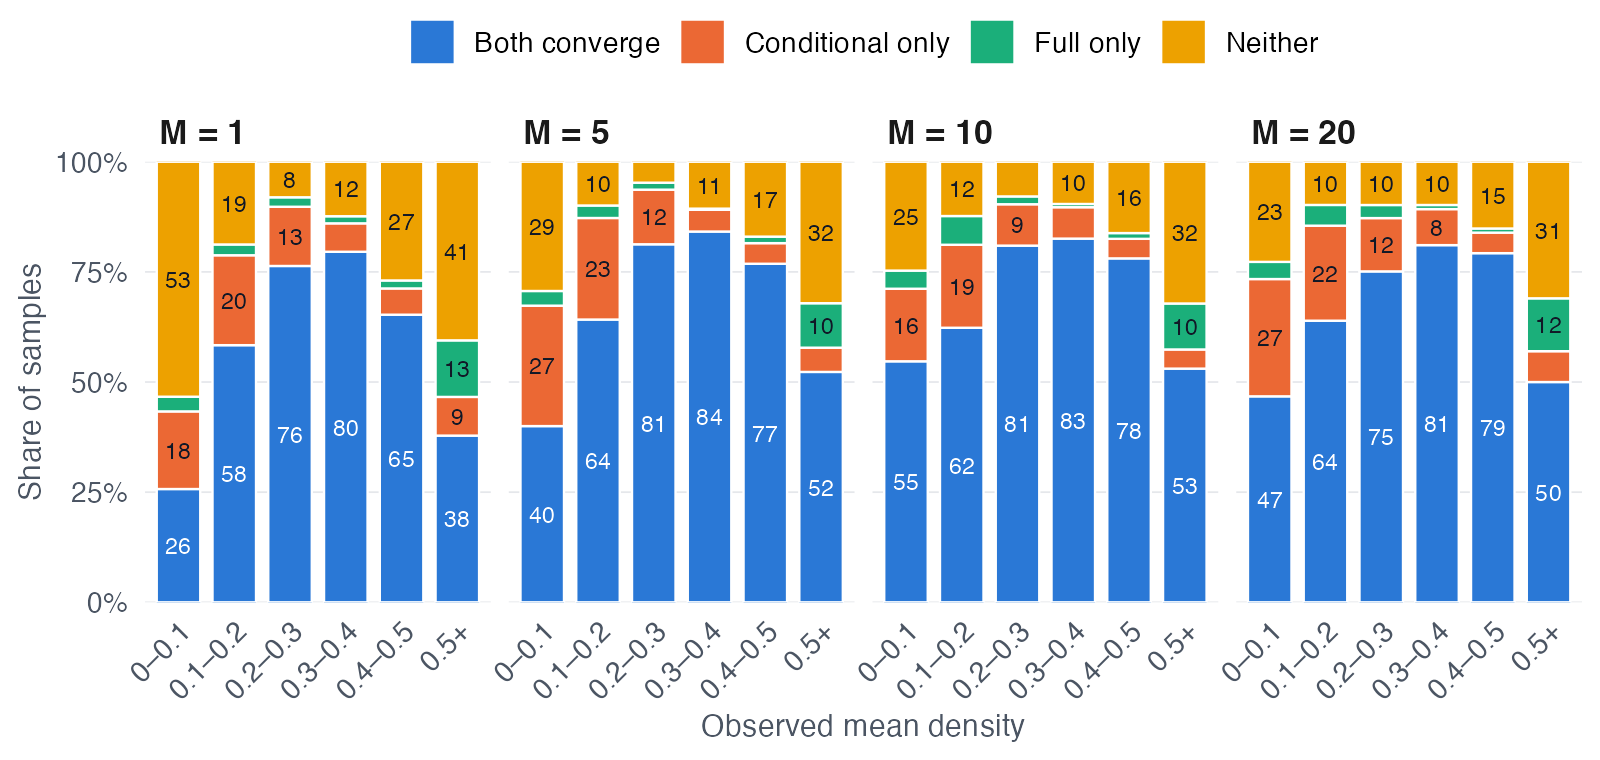 Both converge Conditional only Full only Neither
M = 1 M = 5 M = 10 M = 20
100%
75%
50%
25%
0%
Share of samples
53 18 26
19 20 58
8 13 76
12 80
27 65
41 13 9 38
29 27 40
10 23 64
12 81
11 84
17 77
32 10 52
25 16 55
12 19 62
9 81
10 83
16 78
32 10 53
23 27 47
10 22 64
10 12 75
10 8 81
15 79
31 12 50
0–0.1 0.1–0.2 0.2–0.3 0.3–0.4 0.4–0.5 0.5+
0–0.1 0.1–0.2 0.2–0.3 0.3–0.4 0.4–0.5 0.5+
0–0.1 0.1–0.2 0.2–0.3 0.3–0.4 0.4–0.5 0.5+
0–0.1 0.1–0.2 0.2–0.3 0.3–0.4 0.4–0.5 0.5+
Observed mean density